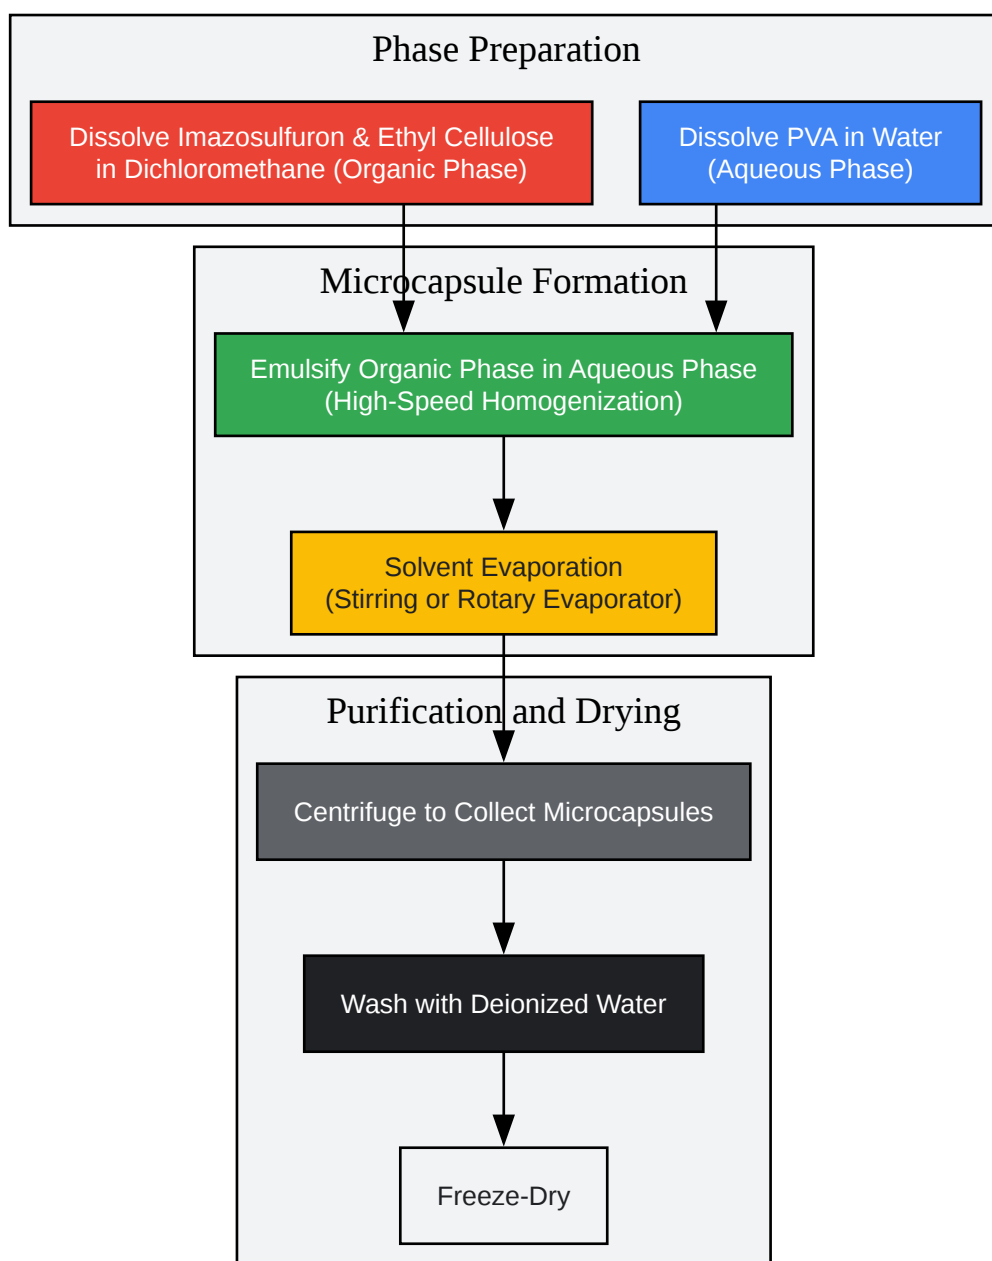 Phase Preparation
Dissolve Imazosulfuron & Ethyl Cellulose
in Dichloromethane (Organic Phase)
Dissolve PVA in Water
(Aqueous Phase)
Microcapsule Formation
Emulsify Organic Phase in Aqueous Phase
(High-Speed Homogenization)
Solvent Evaporation
(Stirring or Rotary Evaporator)
Purification and Drying
Centrifuge to Collect Microcapsules
Wash with Deionized Water
Freeze-Dry